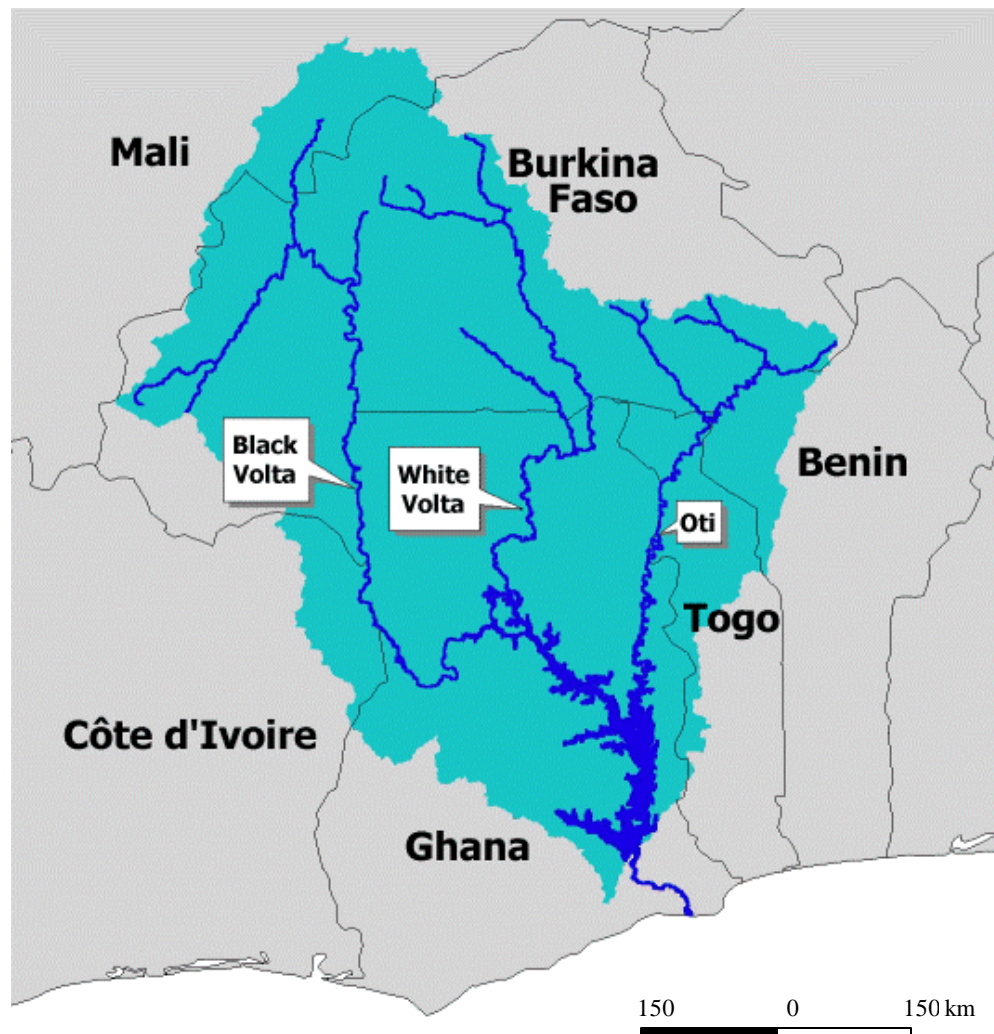 Mali
Burkina
Faso
Black
Volta
White
Volta
Benin
Oti
Togo
Côte d'Ivoire
Ghana
150 0 150 km